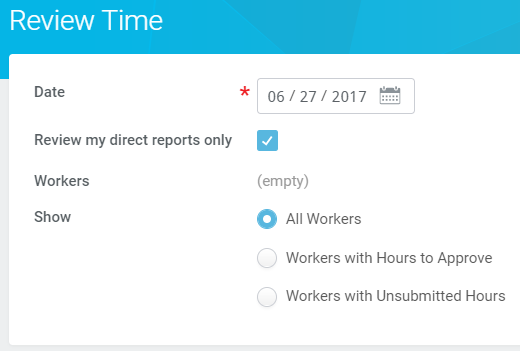 Review Time
Date * 06 / 27 / 2017
Review my direct reports only
Workers (empty)
Show All Workers
Workers with Hours to Approve
Workers with Unsubmitted Hours